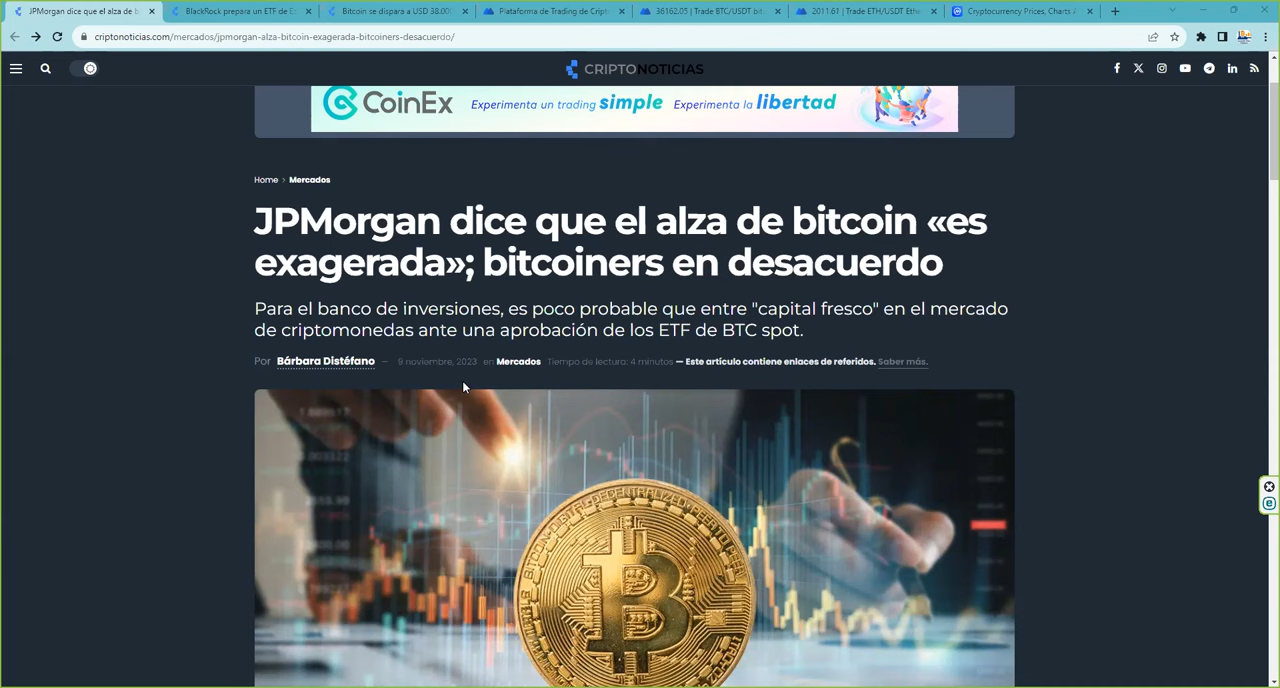 JPMorgan dice que el alza de b
BlackRock prepara un ETF de E
Bitcoin se dispara a USD 38.000
Plataforma de Trading de Cript
36162.05 | Trade BTC/USDT bit
2011.61 | Trade ETH/USDT Ethe
Cryptocurrency Prices, Charts A
criptonoticias.com/mercados/jpmorgan-alza-bitcoin-exagerada-bitcoiners-desacuerdo/
CRIPTONOTICIAS
CoinEx Experimenta un trading simple Experimenta la libertad
Home > Mercados
JPMorgan dice que el alza de bitcoin «es
exagerada»; bitcoiners en desacuerdo
Para el banco de inversiones, es poco probable que entre "capital fresco" en el mercado
de criptomonedas ante una aprobación de los ETF de BTC spot.
Por Bárbara Distéfano — 9 noviembre, 2023 en Mercados Tiempo de lectura: 4 minutos — Este artículo contiene enlaces de referidos. Saber más.